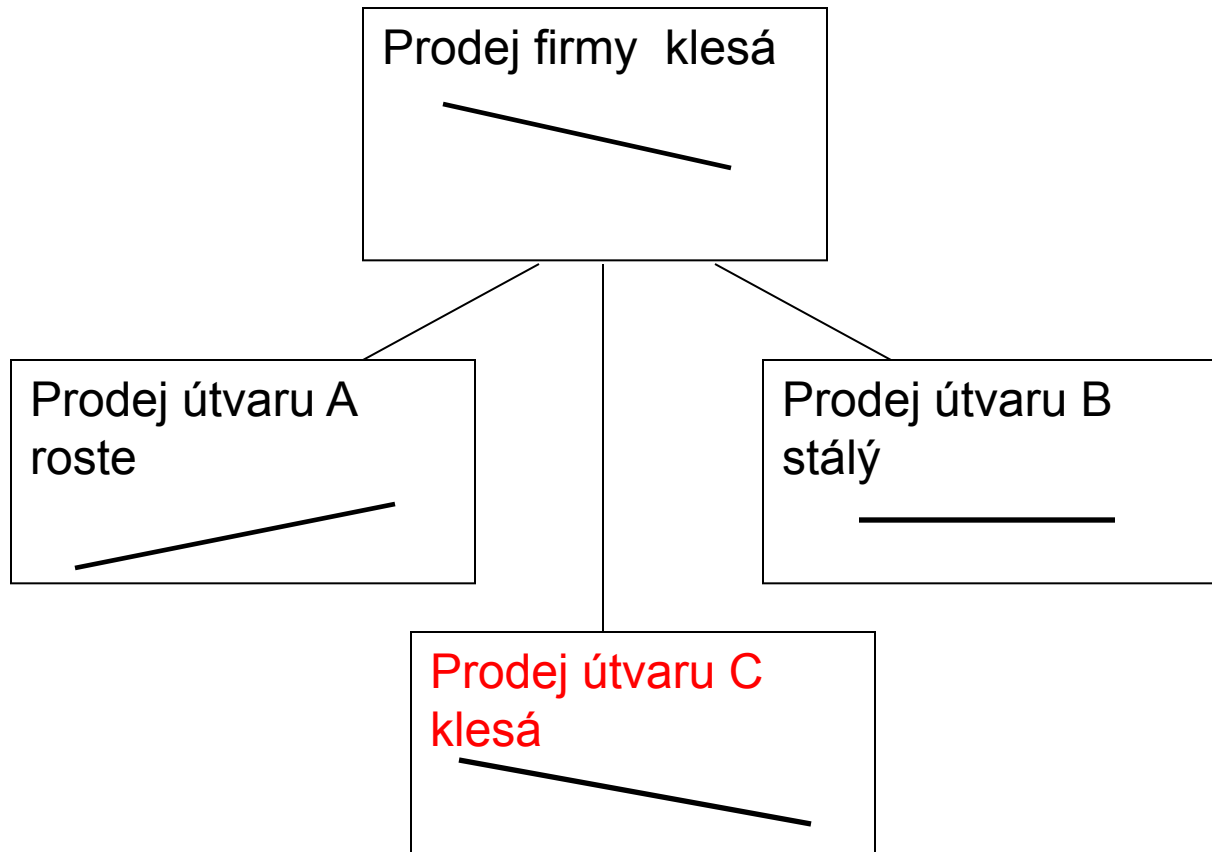 Prodej firmy klesá
Prodej útvaru A
roste
Prodej útvaru B
stálý
Prodej útvaru C
klesá